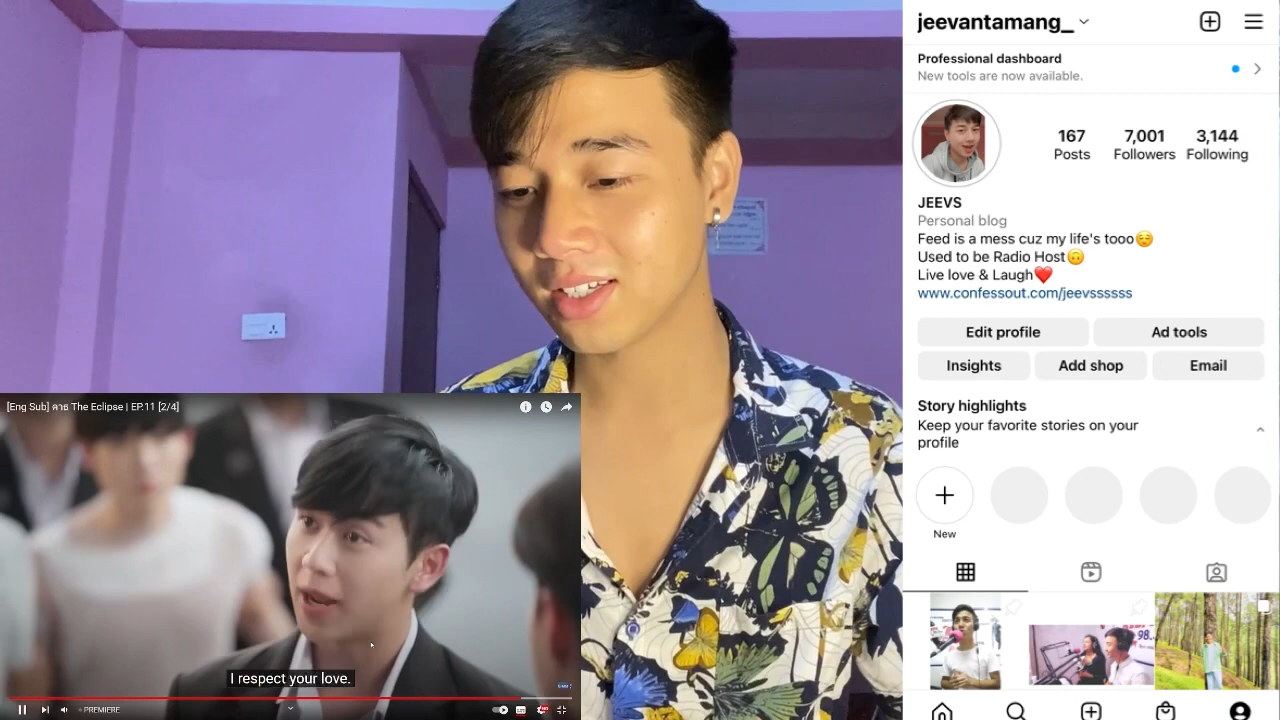 jeevantamang_
Professional dashboard
New tools are now available.
167
7,001
3,144
Posts
Followers
Following
JEEVS
Personal blog
Feed is a mess cuz my life's tooo😌
Used to be Radio Host🙃
Live love & Laugh❤️
www.confessout.com/jeevssssss
Edit profile
Ad tools
Insights
Add shop
Email
Story highlights
Keep your favorite stories on your
profile
New
98.
[Eng Sub] คาธ The Eclipse | EP.11 [2/4]
I respect your love.
PREMIERE